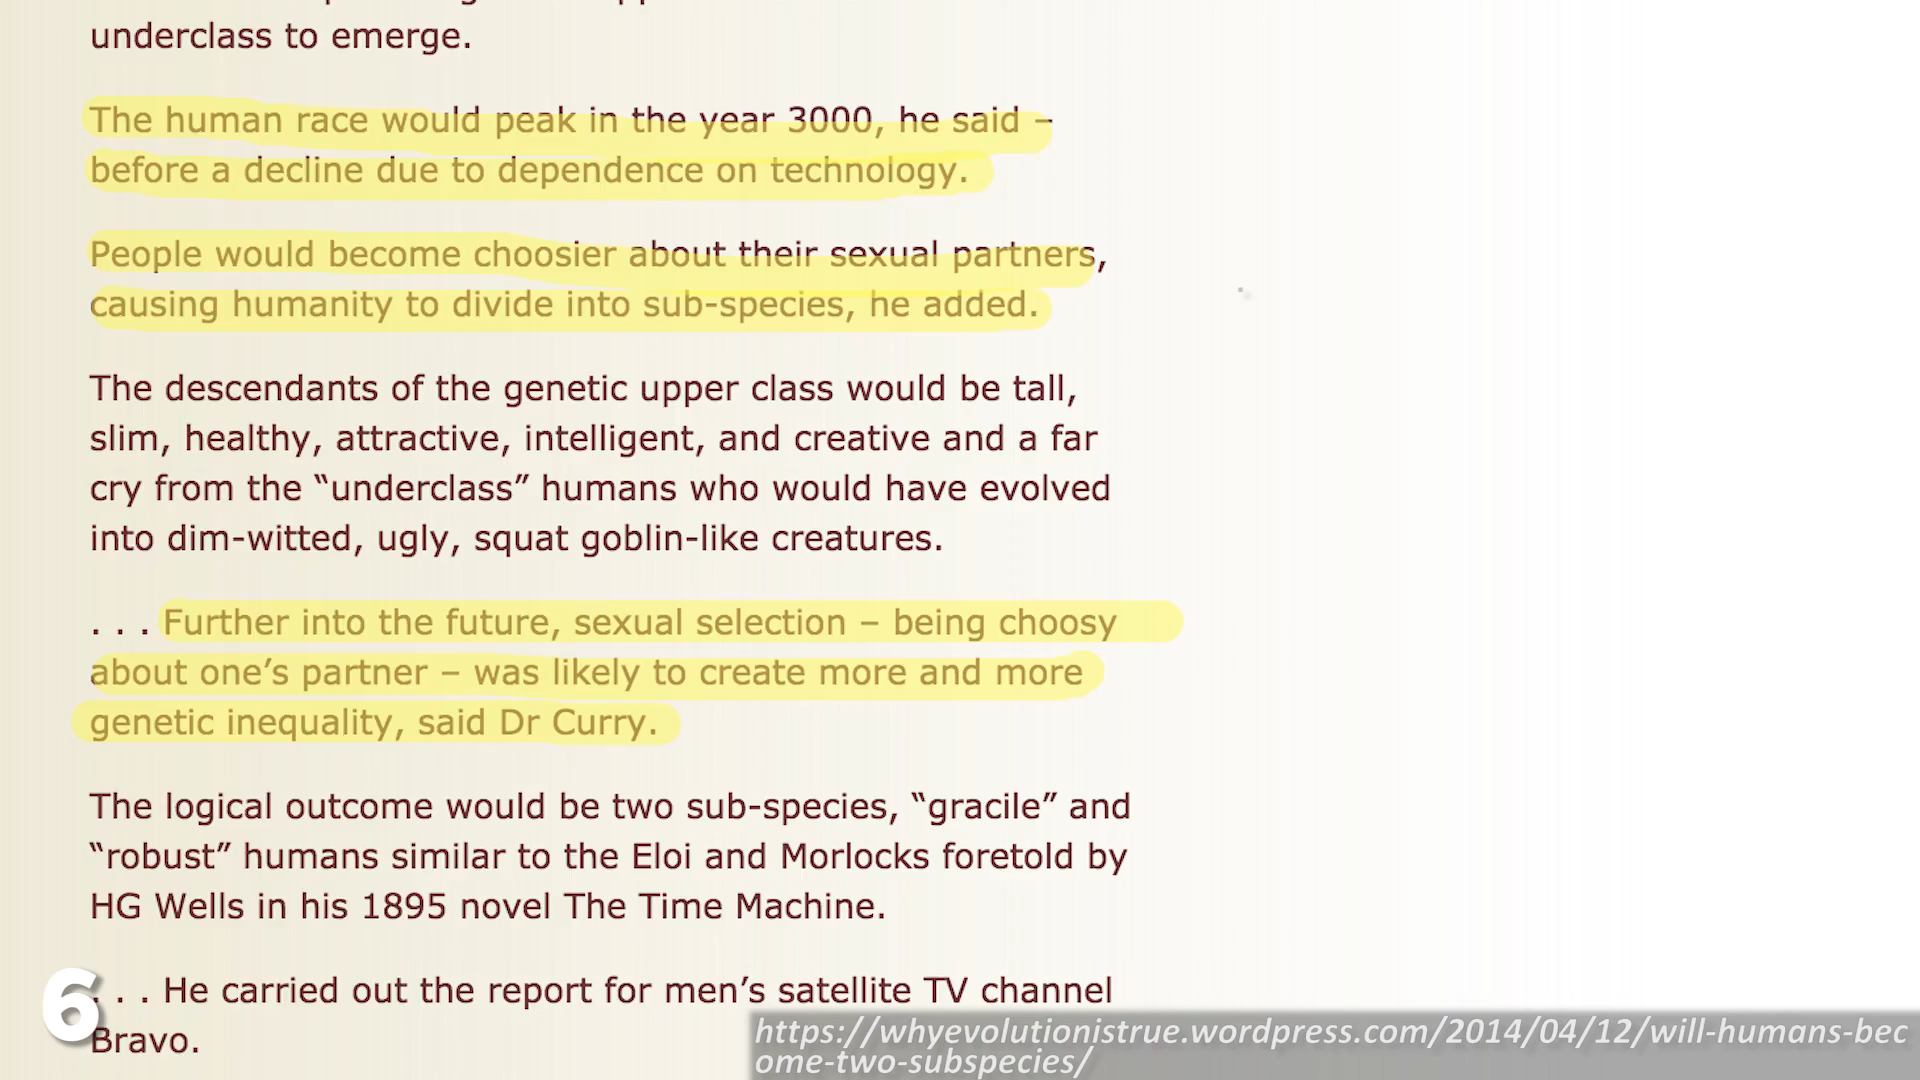 underclass to emerge.
The human race would peak in the year 3000, he said –
before a decline due to dependence on technology.
People would become choosier about their sexual partners,
causing humanity to divide into sub-species, he added.
The descendants of the genetic upper class would be tall,
slim, healthy, attractive, intelligent, and creative and a far
cry from the “underclass” humans who would have evolved
into dim-witted, ugly, squat goblin-like creatures.
. . . Further into the future, sexual selection – being choosy
about one’s partner – was likely to create more and more
genetic inequality, said Dr Curry.
The logical outcome would be two sub-species, “gracile” and
“robust” humans similar to the Eloi and Morlocks foretold by
HG Wells in his 1895 novel The Time Machine.
. . . He carried out the report for men’s satellite TV channel
Bravo.
6
https://whyevolutionistrue.wordpress.com/2014/04/12/will-humans-bec
ome-two-subspecies/